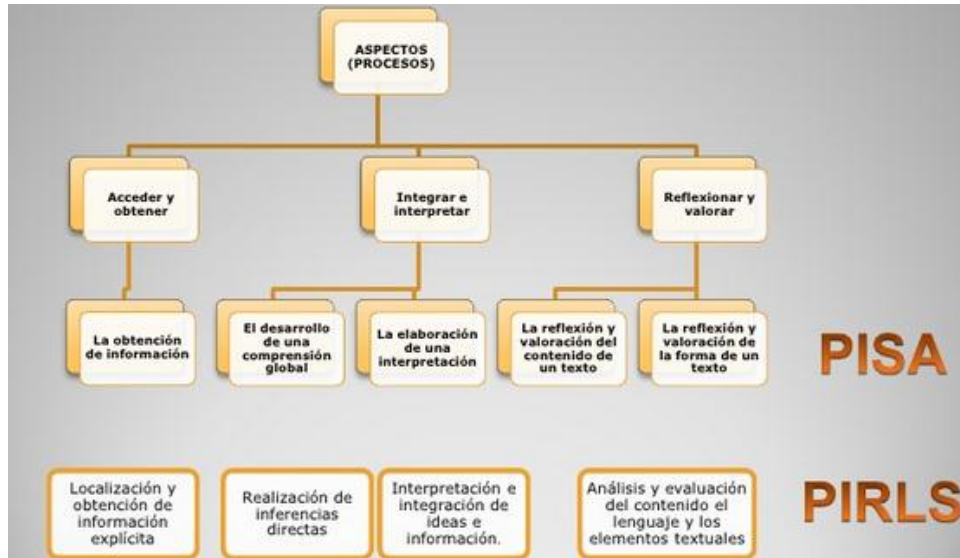 ASPECTOS
(PROCESOS)
Acceder y
obtener
Integrar e
interpretar
Reflexionar y
valorar
La obtención
de información
El desarrollo
de una
comprensión
global
La elaboración
de una
interpretación
La reflexión y
valoración del
contenido de
un texto
La reflexión y
valoración de
la forma de un
texto
PISA
Localización y
obtención de
información
explícita
Realización de
inferencias
directas
Interpretación e
integración de
ideas e
información.
Análisis y evaluación
del contenido el
lenguaje y los
elementos textuales
PIRLS